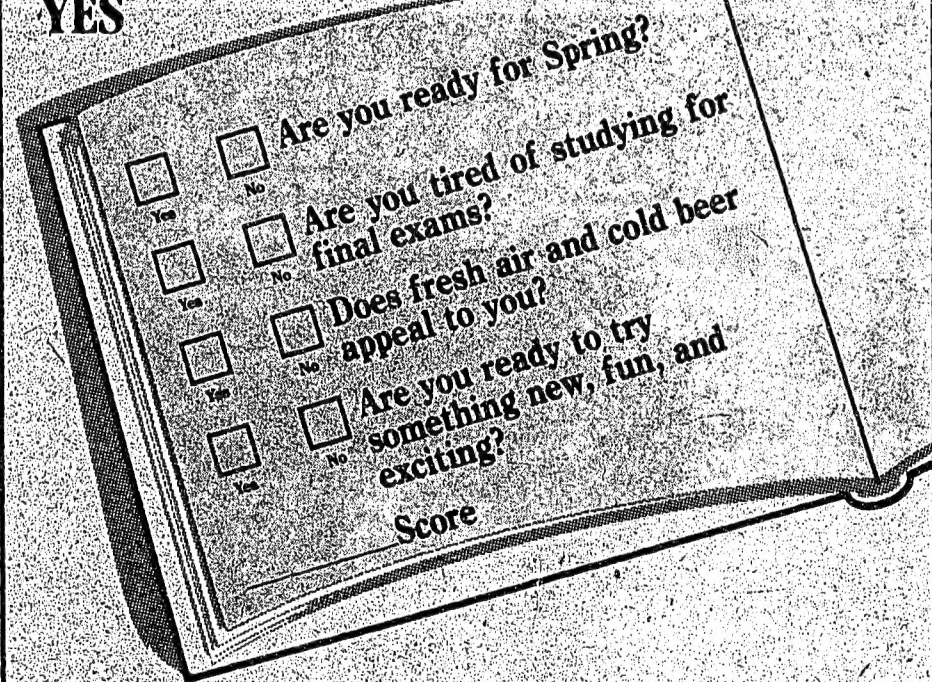 YES
Are you ready for Spring?
Yes No
Are you tired of studying for
final exams?
Yes No
Does fresh air and cold beer
appeal to you?
Yes No
Are you ready to try
something new, fun, and
exciting?
Yes No
Score